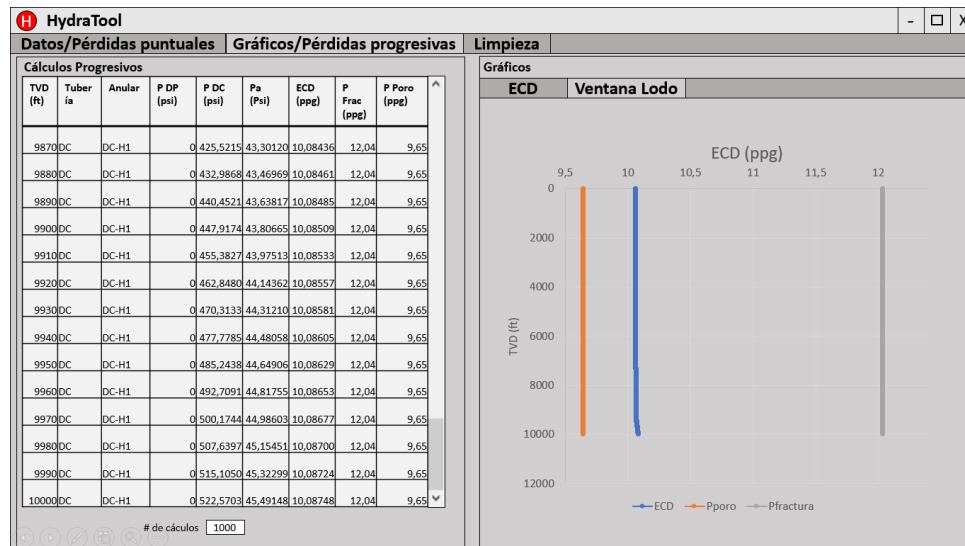 H HydraTool - X
Datos/Pérdidas puntuales Gráficos/Pérdidas progresivas Limpieza
Cálculos Progresivos
TVD (ft) Tuber ía Anular P DP (psi) P DC (psi) Pa (Psi) ECD (ppg) P Frac (ppg) P Poro (ppg)
9870 DC DC-H1 0 425,5215 43,30120 10,08436 12,04 9,65
9880 DC DC-H1 0 432,9868 43,46969 10,08461 12,04 9,65
9890 DC DC-H1 0 440,4521 43,63817 10,08485 12,04 9,65
9900 DC DC-H1 0 447,9174 43,80665 10,08509 12,04 9,65
9910 DC DC-H1 0 455,3827 43,97513 10,08533 12,04 9,65
9920 DC DC-H1 0 462,8480 44,14362 10,08557 12,04 9,65
9930 DC DC-H1 0 470,3133 44,31210 10,08581 12,04 9,65
9940 DC DC-H1 0 477,7785 44,48058 10,08605 12,04 9,65
9950 DC DC-H1 0 485,2438 44,64906 10,08629 12,04 9,65
9960 DC DC-H1 0 492,7091 44,81755 10,08653 12,04 9,65
9970 DC DC-H1 0 500,1744 44,98603 10,08677 12,04 9,65
9980 DC DC-H1 0 507,6397 45,15451 10,08700 12,04 9,65
9990 DC DC-H1 0 515,1050 45,32299 10,08724 12,04 9,65
10000 DC DC-H1 0 522,5703 45,49148 10,08748 12,04 9,65
# de cáculos 1000
Gráficos
ECD Ventana Lodo
ECD (ppg)
9,5 10 10,5 11 11,5 12
0
2000
4000
6000
8000
10000
12000
TVD (ft)
ECD Pporo Pfractura